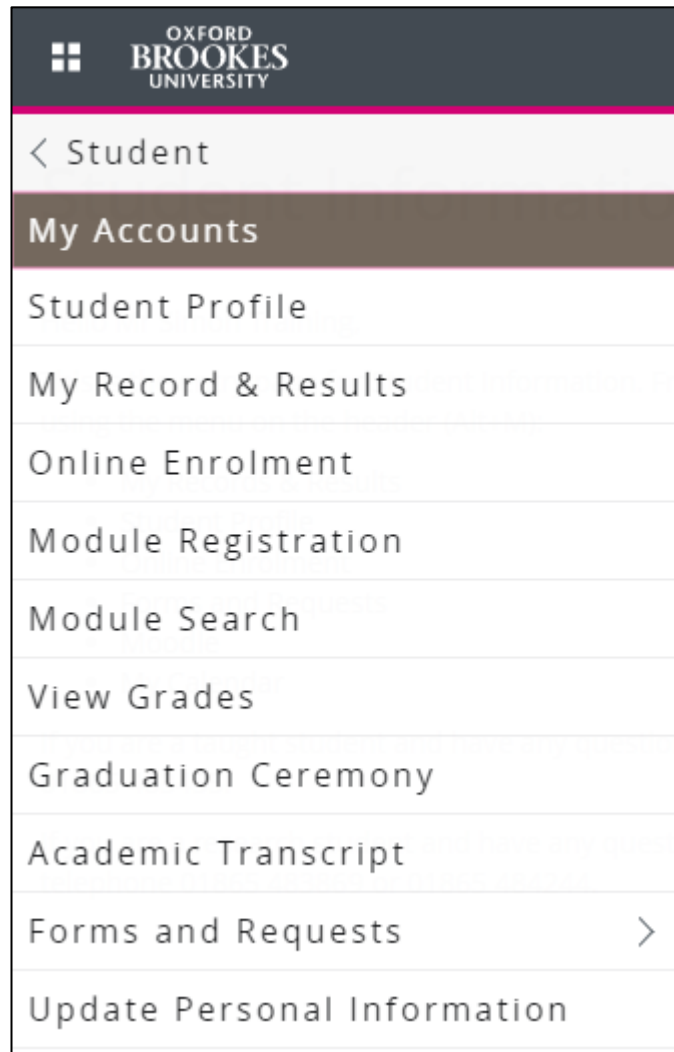 OXFORD
BROOKES
UNIVERSITY
Student
My Accounts
Student Profile
My Record & Results
Online Enrolment
Module Registration
Module Search
View Grades
Graduation Ceremony
Academic Transcript
Forms and Requests
Update Personal Information